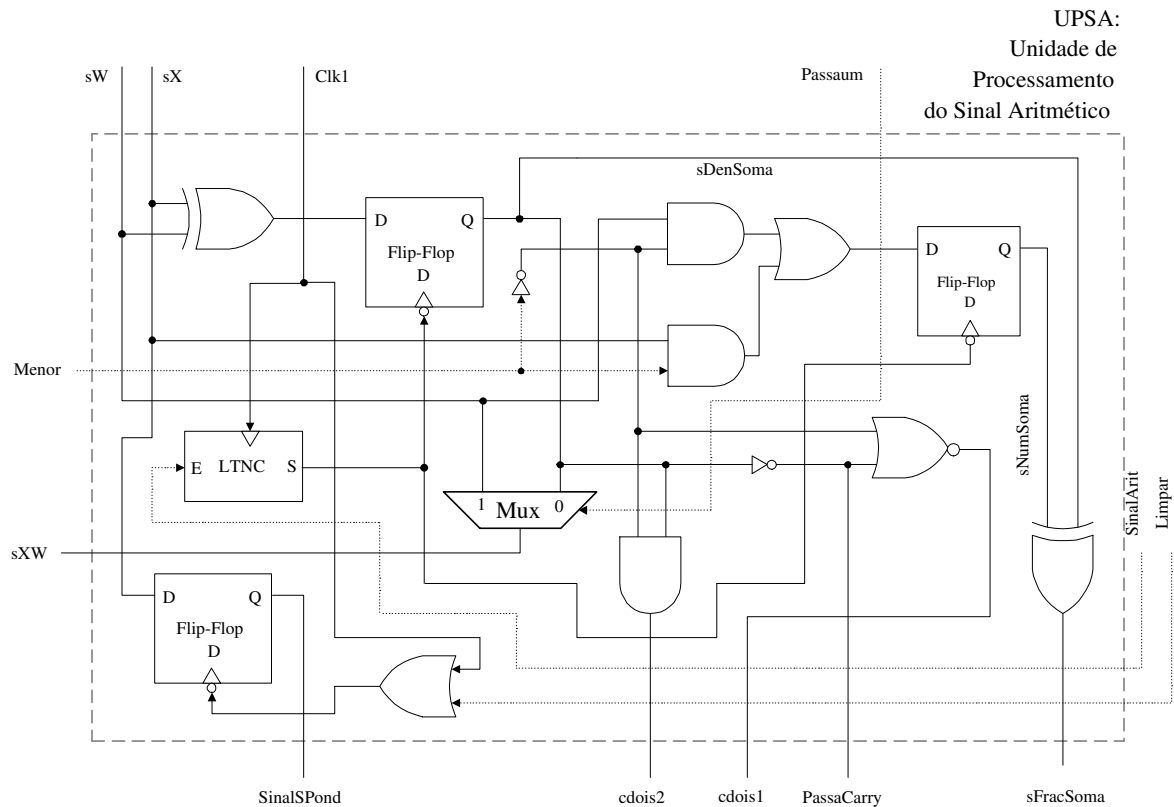 UPSA:
Unidade de
Processamento
do Sinal Aritmético
sW
sX
Clk1
Passaum
sDenSoma
D
Q
Flip-Flop
D
D
Q
Flip-Flop
D
Menor
sNumSoma
E
LTNC
S
1
Mux
0
SinalArit
Limpar
sXW
D
Q
Flip-Flop
D
SinalSPond
cdois2
cdois1
PassaCarry
sFracSoma